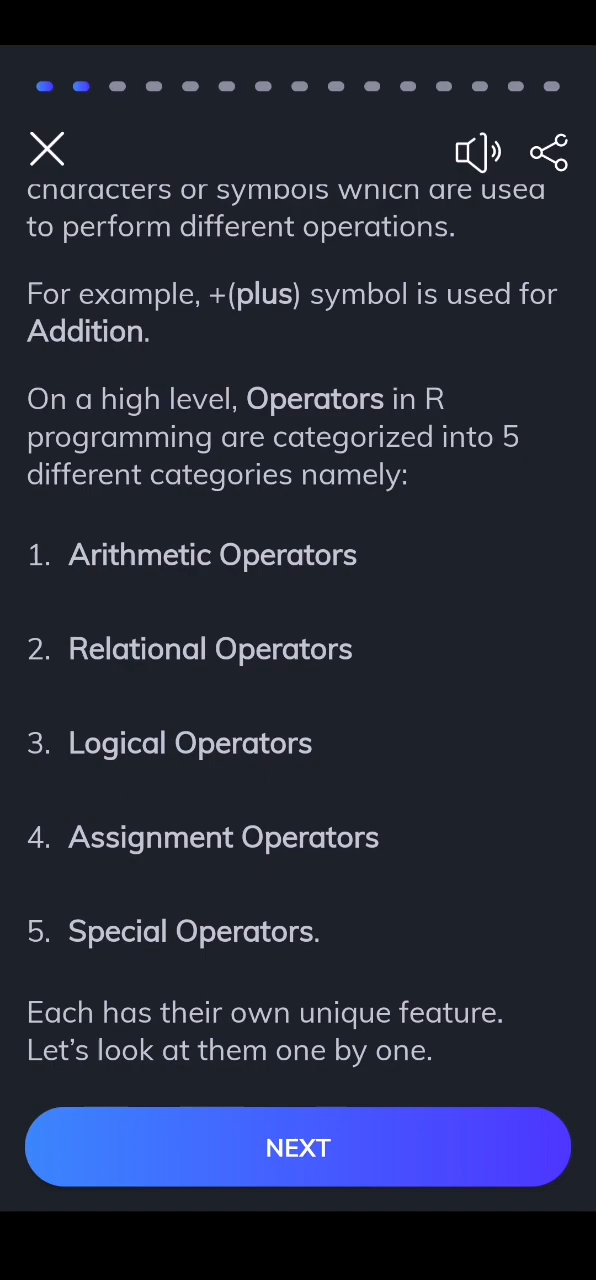 characters or symbols which are used
to perform different operations.
For example, +(plus) symbol is used for
Addition.
On a high level, Operators in R
programming are categorized into 5
different categories namely:
1. Arithmetic Operators
2. Relational Operators
3. Logical Operators
4. Assignment Operators
5. Special Operators.
Each has their own unique feature.
Let’s look at them one by one.
NEXT